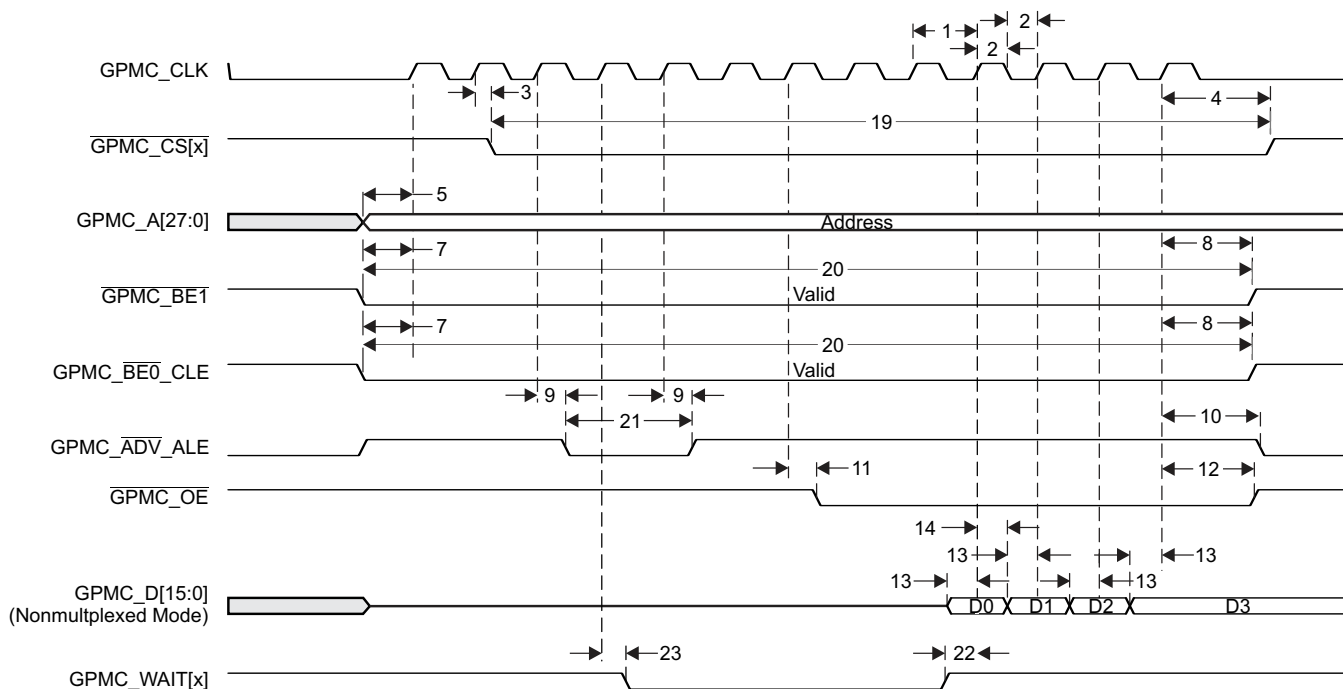 2
1
2
GPMC_CLK
3
4
19
GPMC_CS[x]
5
GPMC_A[27:0]
Address
7
8
20
GPMC_BE1
Valid
7
8
20
GPMC_BE0_CLE
Valid
9
9
21
10
GPMC_ADV_ALE
11
12
GPMC_OE
14
13
13
GPMC_D[15:0]
13
13
(Nonmultplexed Mode)
D0
D1
D2
D3
23
22
GPMC_WAIT[x]